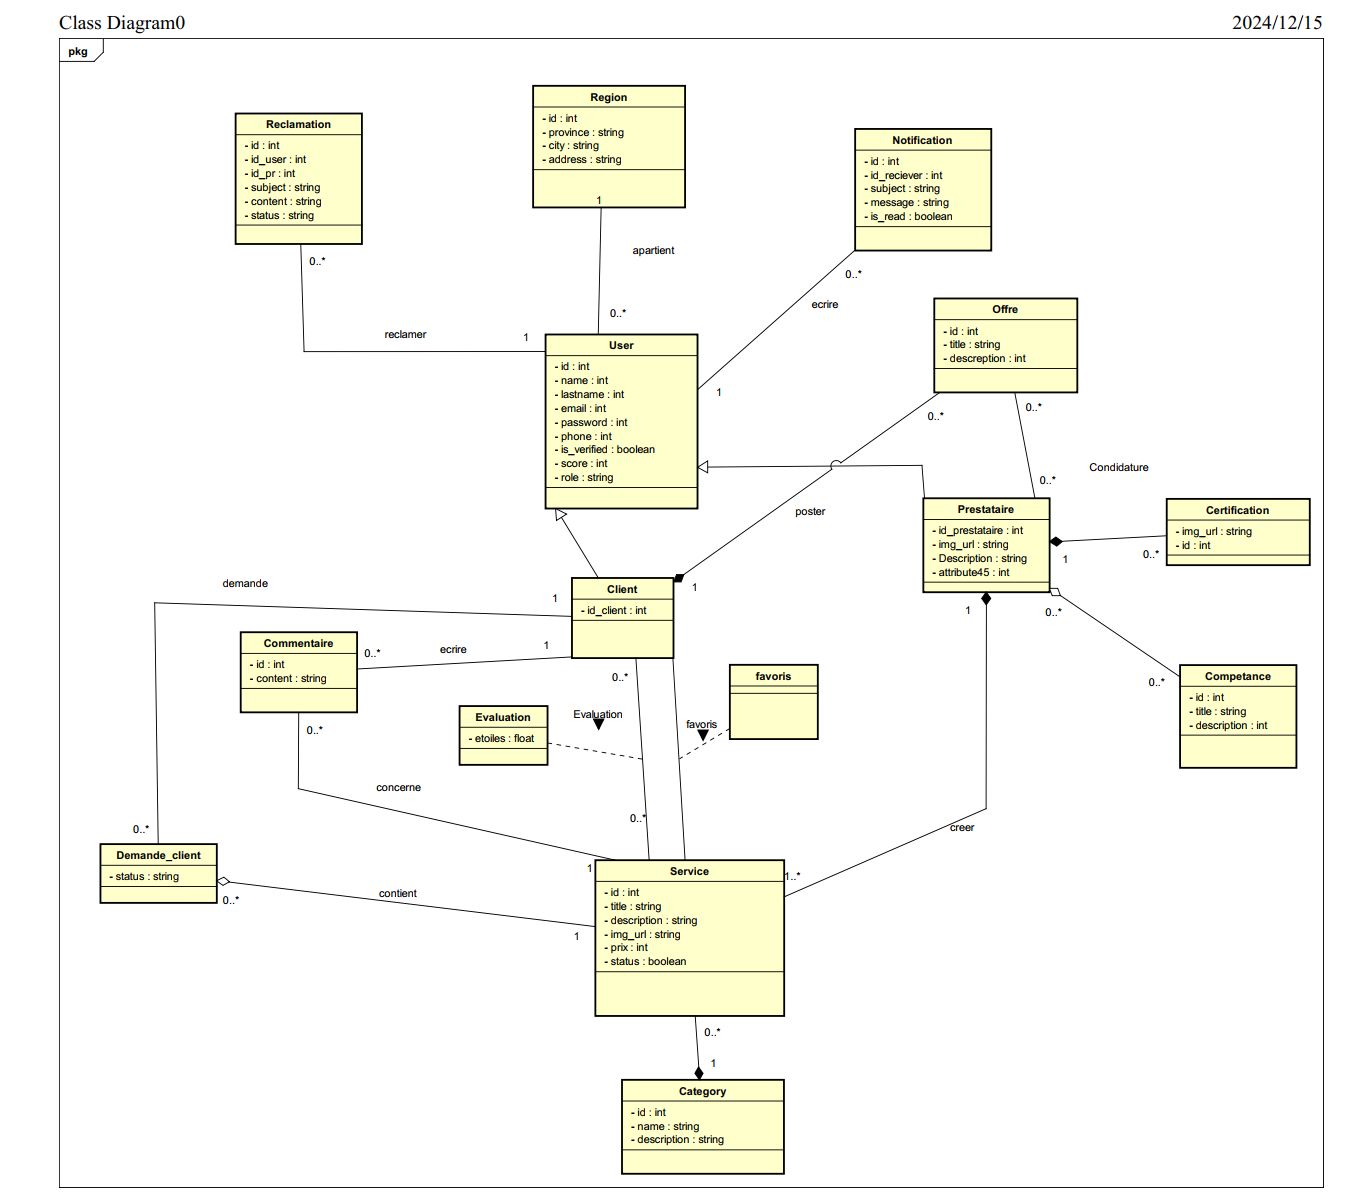 Class Diagram0
2024/12/15
pkg
Region
- id : int
- province : string
- city : string
- address : string
1
Reclamation
- id : int
- id_user : int
- id_pr : int
- subject : string
- content : string
- status : string
0..*
Notification
- id : int
- id_reciever : int
- subject : string
- message : string
- is_read : boolean
0..*
apartient
0..*
ecrire
1
reclamer
1
Offre
- id : int
- title : string
- descreption : int
0..*
0..*
User
- id : int
- name : int
- lastname : int
- email : int
- password : int
- phone : int
- is_verified : boolean
- score : int
- role : string
poster
0..*
Condidature
Prestataire
- id_prestataire : int
- img_url : string
- Description : string
- attribute45 : int
1
0..*
Certification
- img_url : string
- id : int
1
0..*
demande
1
Client
- id_client : int
1
Commentaire
- id : int
- content : string
0..*
ecrire
1
0..*
0..*
favoris
Competance
- id : int
- title : string
- description : int
0..*
Evaluation
- etoiles : float
Evaluation
favoris
0..*
concerne
0..*
creer
0..*
Demande_client
- status : string
0..*
contient
1
1
1..*
Service
- id : int
- title : string
- description : string
- img_url : string
- prix : int
- status : boolean
0..*
1
Category
- id : int
- name : string
- description : string